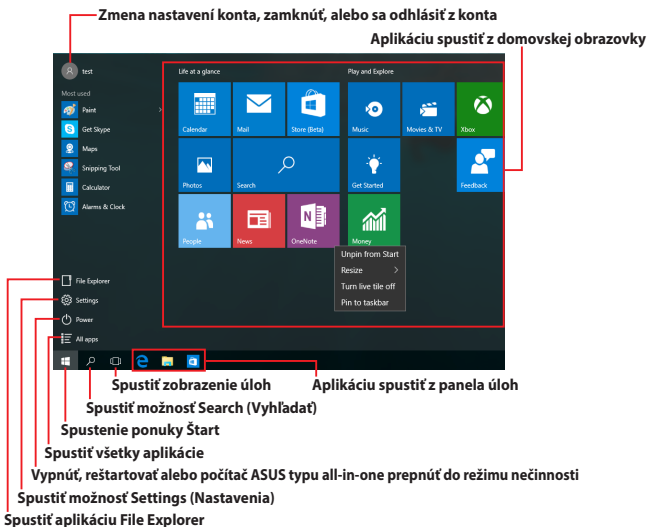 Zmena nastavení konta, zamknúť, alebo sa odhlásiť z konta
Aplikáciu spustiť z domovskej obrazovky
test
Life at a glance
Play and Explore
Most used
Paint
Get Skype
Maps
Snipping Tool
Calculator
Alarms & Clock
Calendar
Mail
Store (Beta)
Music
Movies & TV
Xbox
Photos
Search
Get Started
Feedback
People
News
OneNote
Money
Unpin from Start
Resize
Turn live tile off
Pin to taskbar
File Explorer
Settings
Power
All apps
Spustiť zobrazenie úloh
Aplikáciu spustiť z panela úloh
Spustiť možnosť Search (Vyhľadať)
Spustenie ponuky Štart
Spustiť všetky aplikácie
Vypnúť, reštartovať alebo počítač ASUS typu all-in-one prepnúť do režimu nečinnosti
Spustiť možnosť Settings (Nastavenia)
Spustiť aplikáciu File Explorer